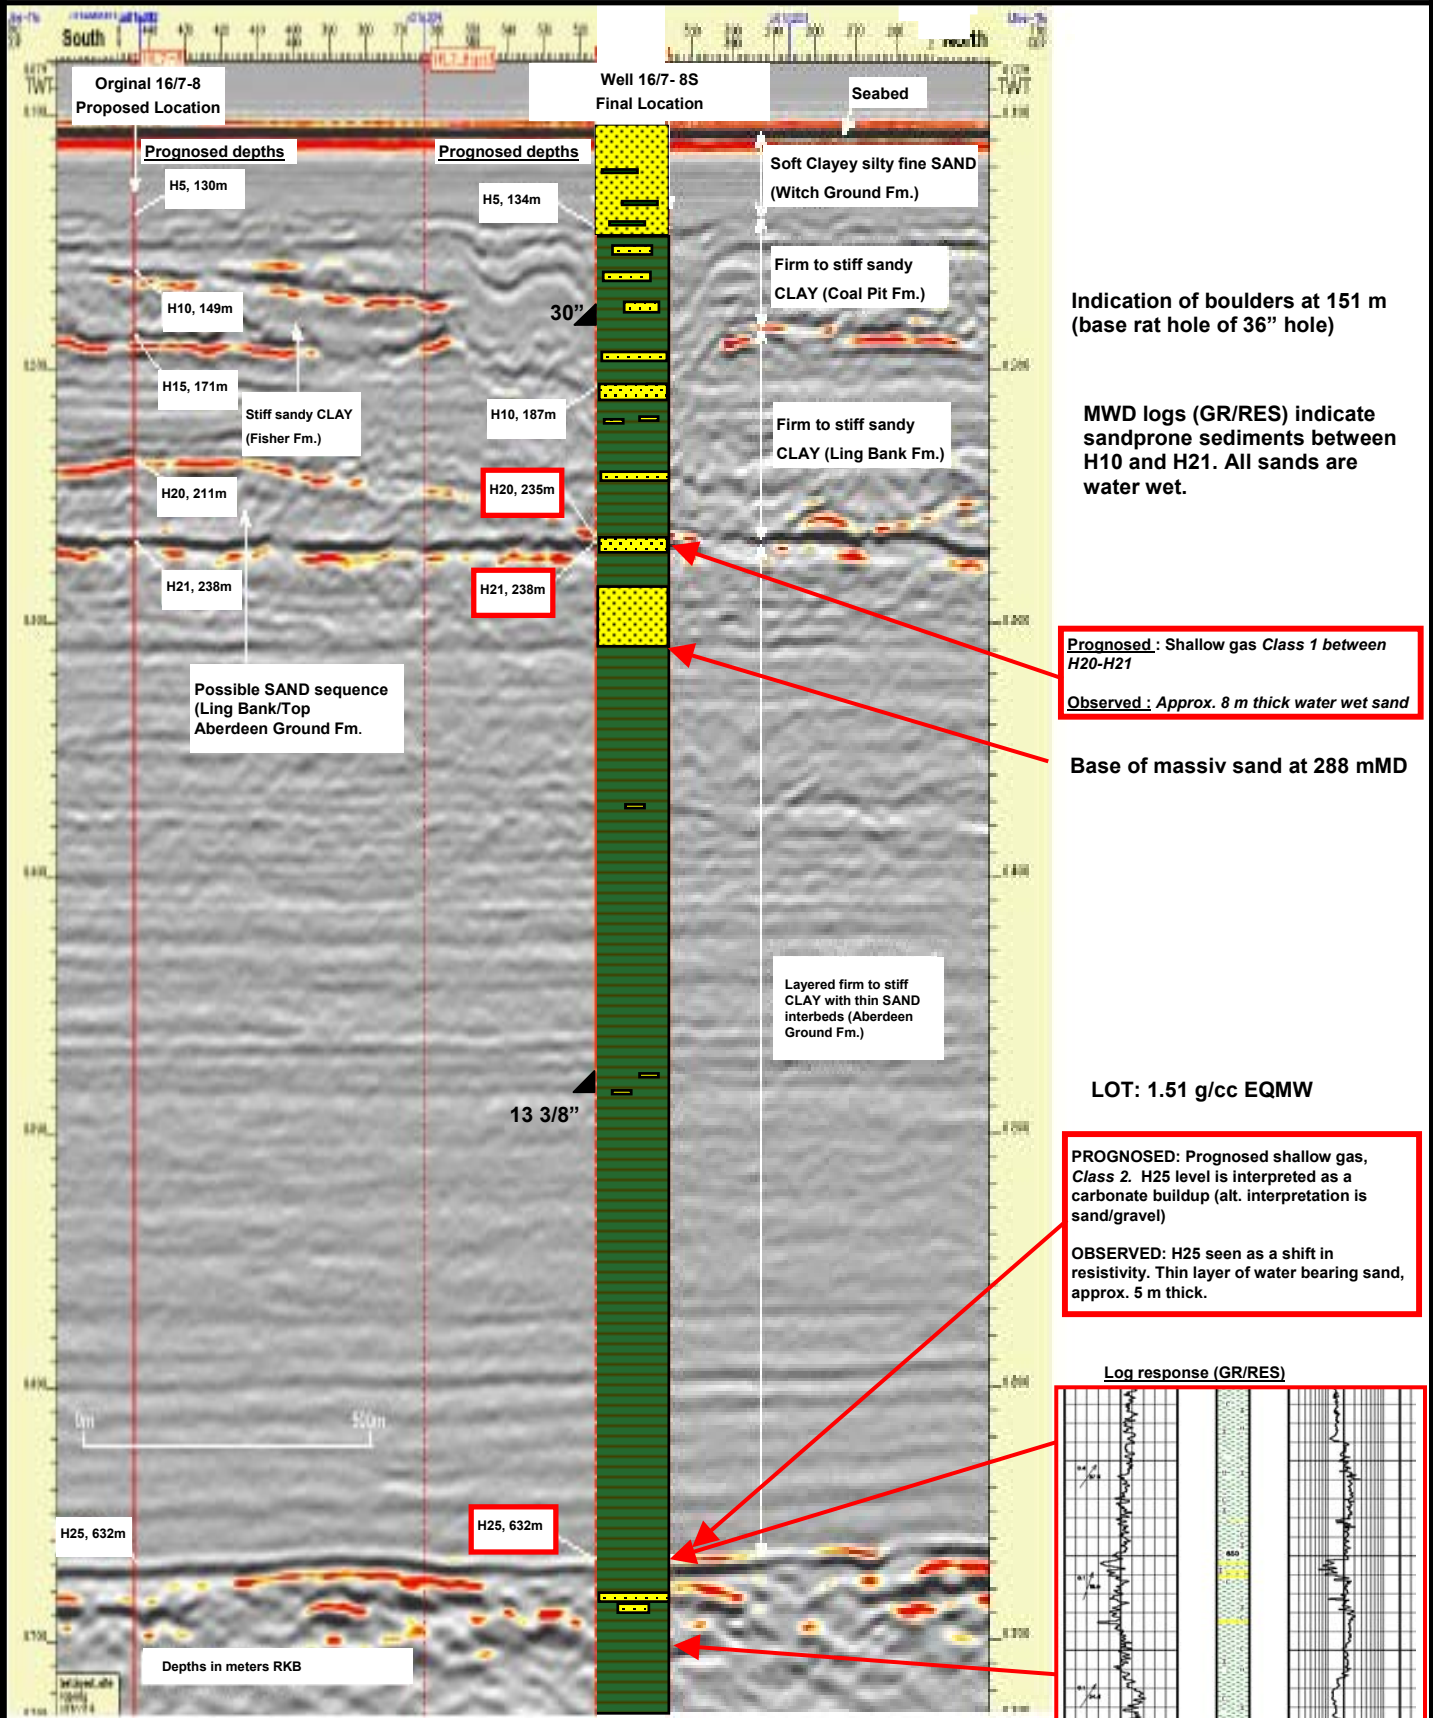 South
North
TWT
TWT
Orginal 16/7-8
Proposed Location
Well 16/7- 8S
Final Location
Seabed
Prognosed depths
Prognosed depths
H5, 130m
H5, 134m
Soft Clayey silty fine SAND
(Witch Ground Fm.)
Firm to stiff sandy
CLAY (Coal Pit Fm.)
H10, 149m
30”
Indication of boulders at 151 m
(base rat hole of 36” hole)
H15, 171m
Stiff sandy CLAY
(Fisher Fm.)
H10, 187m
Firm to stiff sandy
CLAY (Ling Bank Fm.)
MWD logs (GR/RES) indicate
sandprone sediments between
H10 and H21. All sands are
water wet.
H20, 211m
H20, 235m
H21, 238m
H21, 238m
Prognosed : Shallow gas Class 1 between
H20-H21
Observed : Approx. 8 m thick water wet sand
Possible SAND sequence
(Ling Bank/Top
Aberdeen Ground Fm.
Base of massiv sand at 288 mMD
Layered firm to stiff
CLAY with thin SAND
interbeds (Aberdeen
Ground Fm.)
13 3/8”
LOT: 1.51 g/cc EQMW
PROGNOSED: Prognosed shallow gas,
Class 2. H25 level is interpreted as a
carbonate buildup (alt. interpretation is
sand/gravel)
OBSERVED: H25 seen as a shift in
resistivity. Thin layer of water bearing sand,
approx. 5 m thick.
Log response (GR/RES)
0m
500m
H25, 632m
H25, 632m
650
Depths in meters RKB